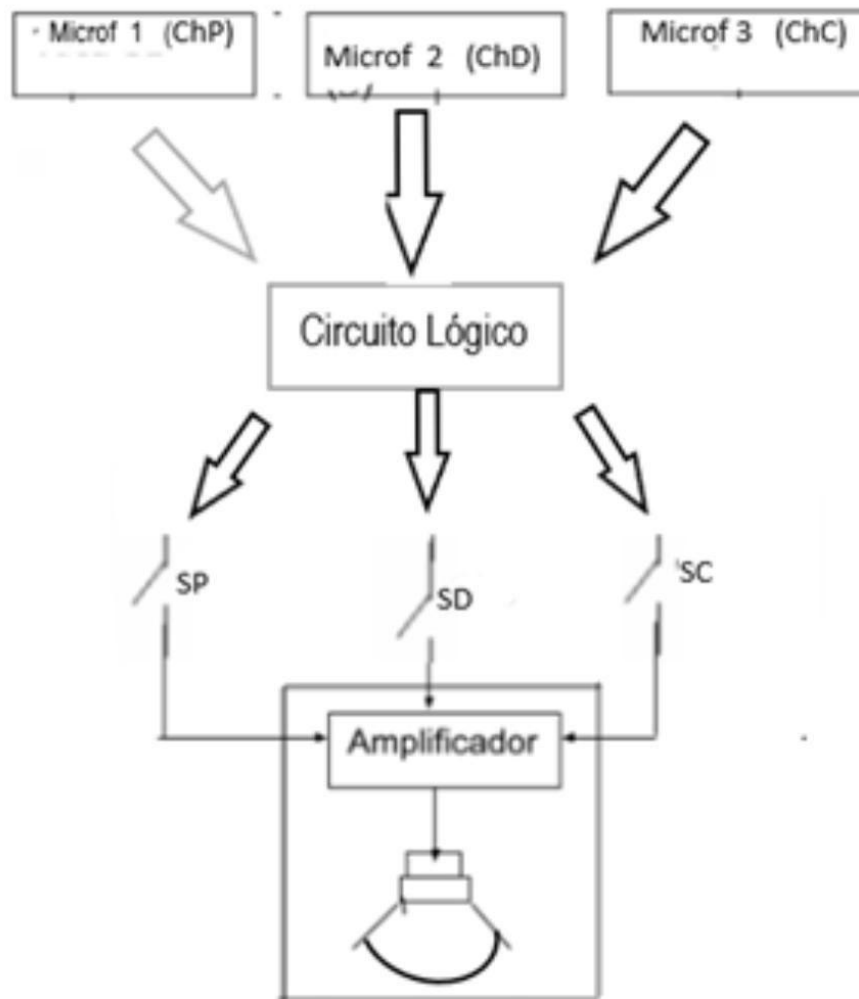 Microf 1 (ChP)
Microf 2 (ChD)
Microf 3 (ChC)
Circuito Lógico
SP
SD
SC
Amplificador